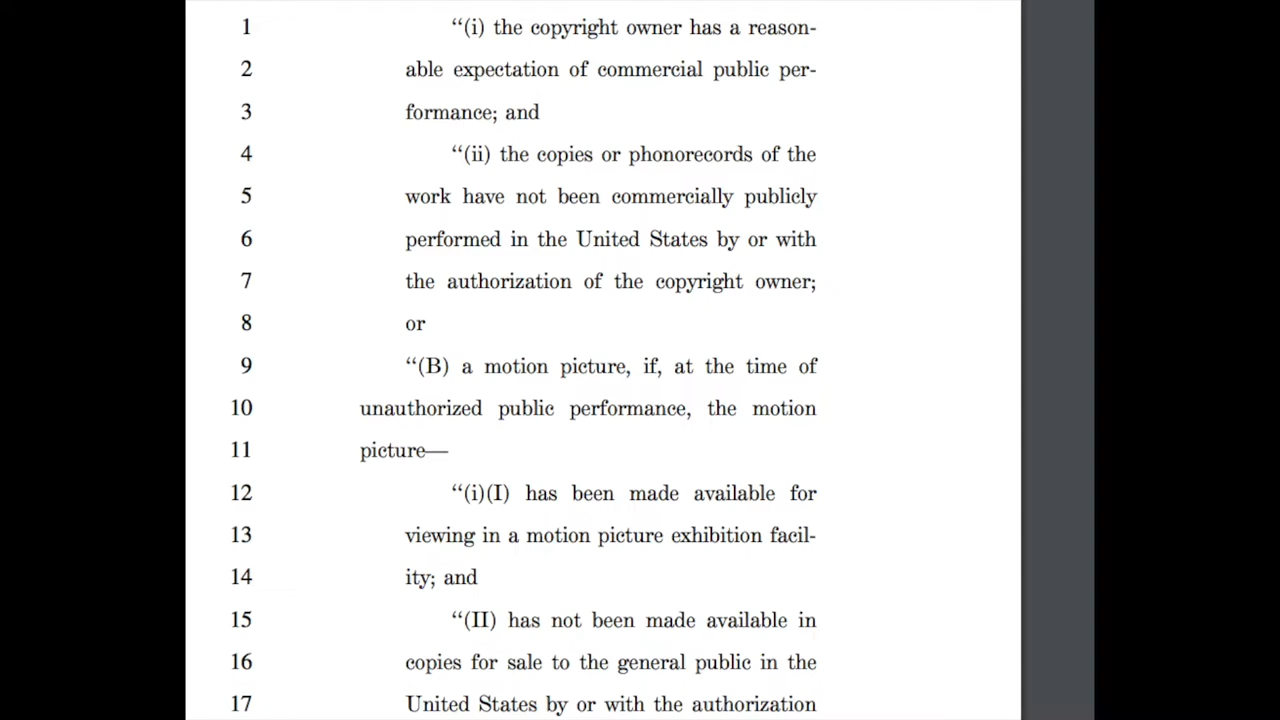 1 “(i) the copyright owner has a reason-
2 able expectation of commercial public per-
3 formance; and
4 “(ii) the copies or phonorecords of the
5 work have not been commercially publicly
6 performed in the United States by or with
7 the authorization of the copyright owner;
8 or
9 “(B) a motion picture, if, at the time of
10 unauthorized public performance, the motion
11 picture—
12 “(i)(I) has been made available for
13 viewing in a motion picture exhibition facil-
14 ity; and
15 “(II) has not been made available in
16 copies for sale to the general public in the
17 United States by or with the authorization